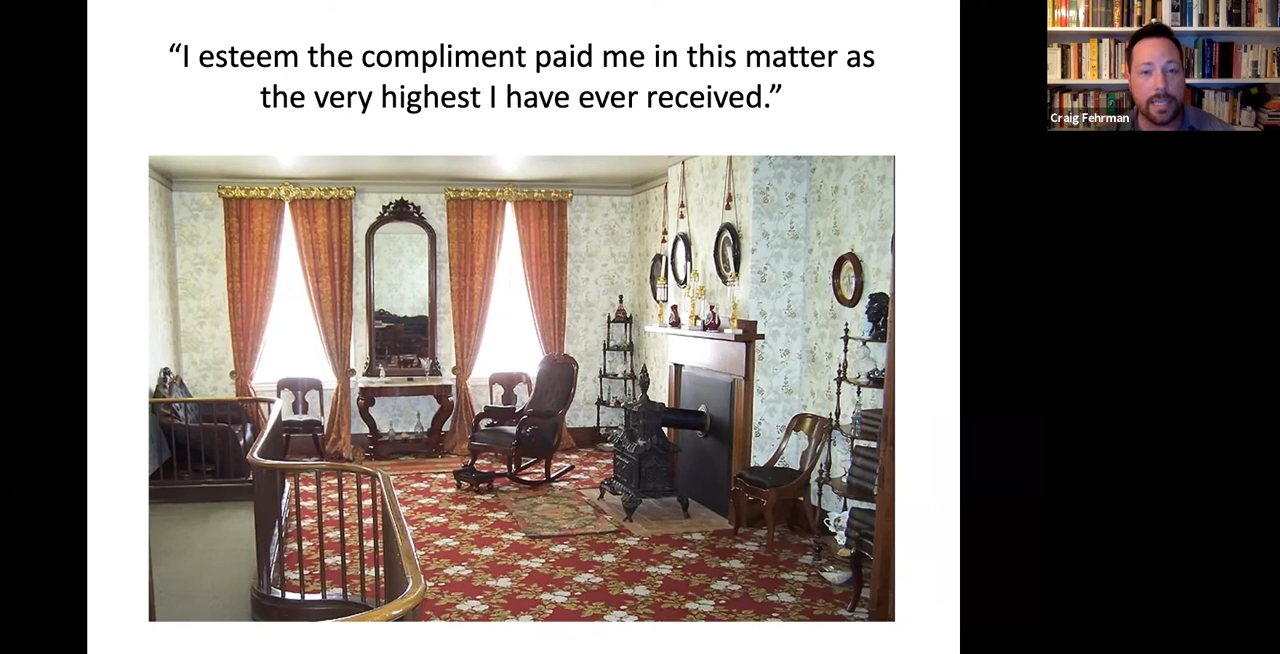 “I esteem the compliment paid me in this matter as
the very highest I have ever received.”
Craig Fehrman